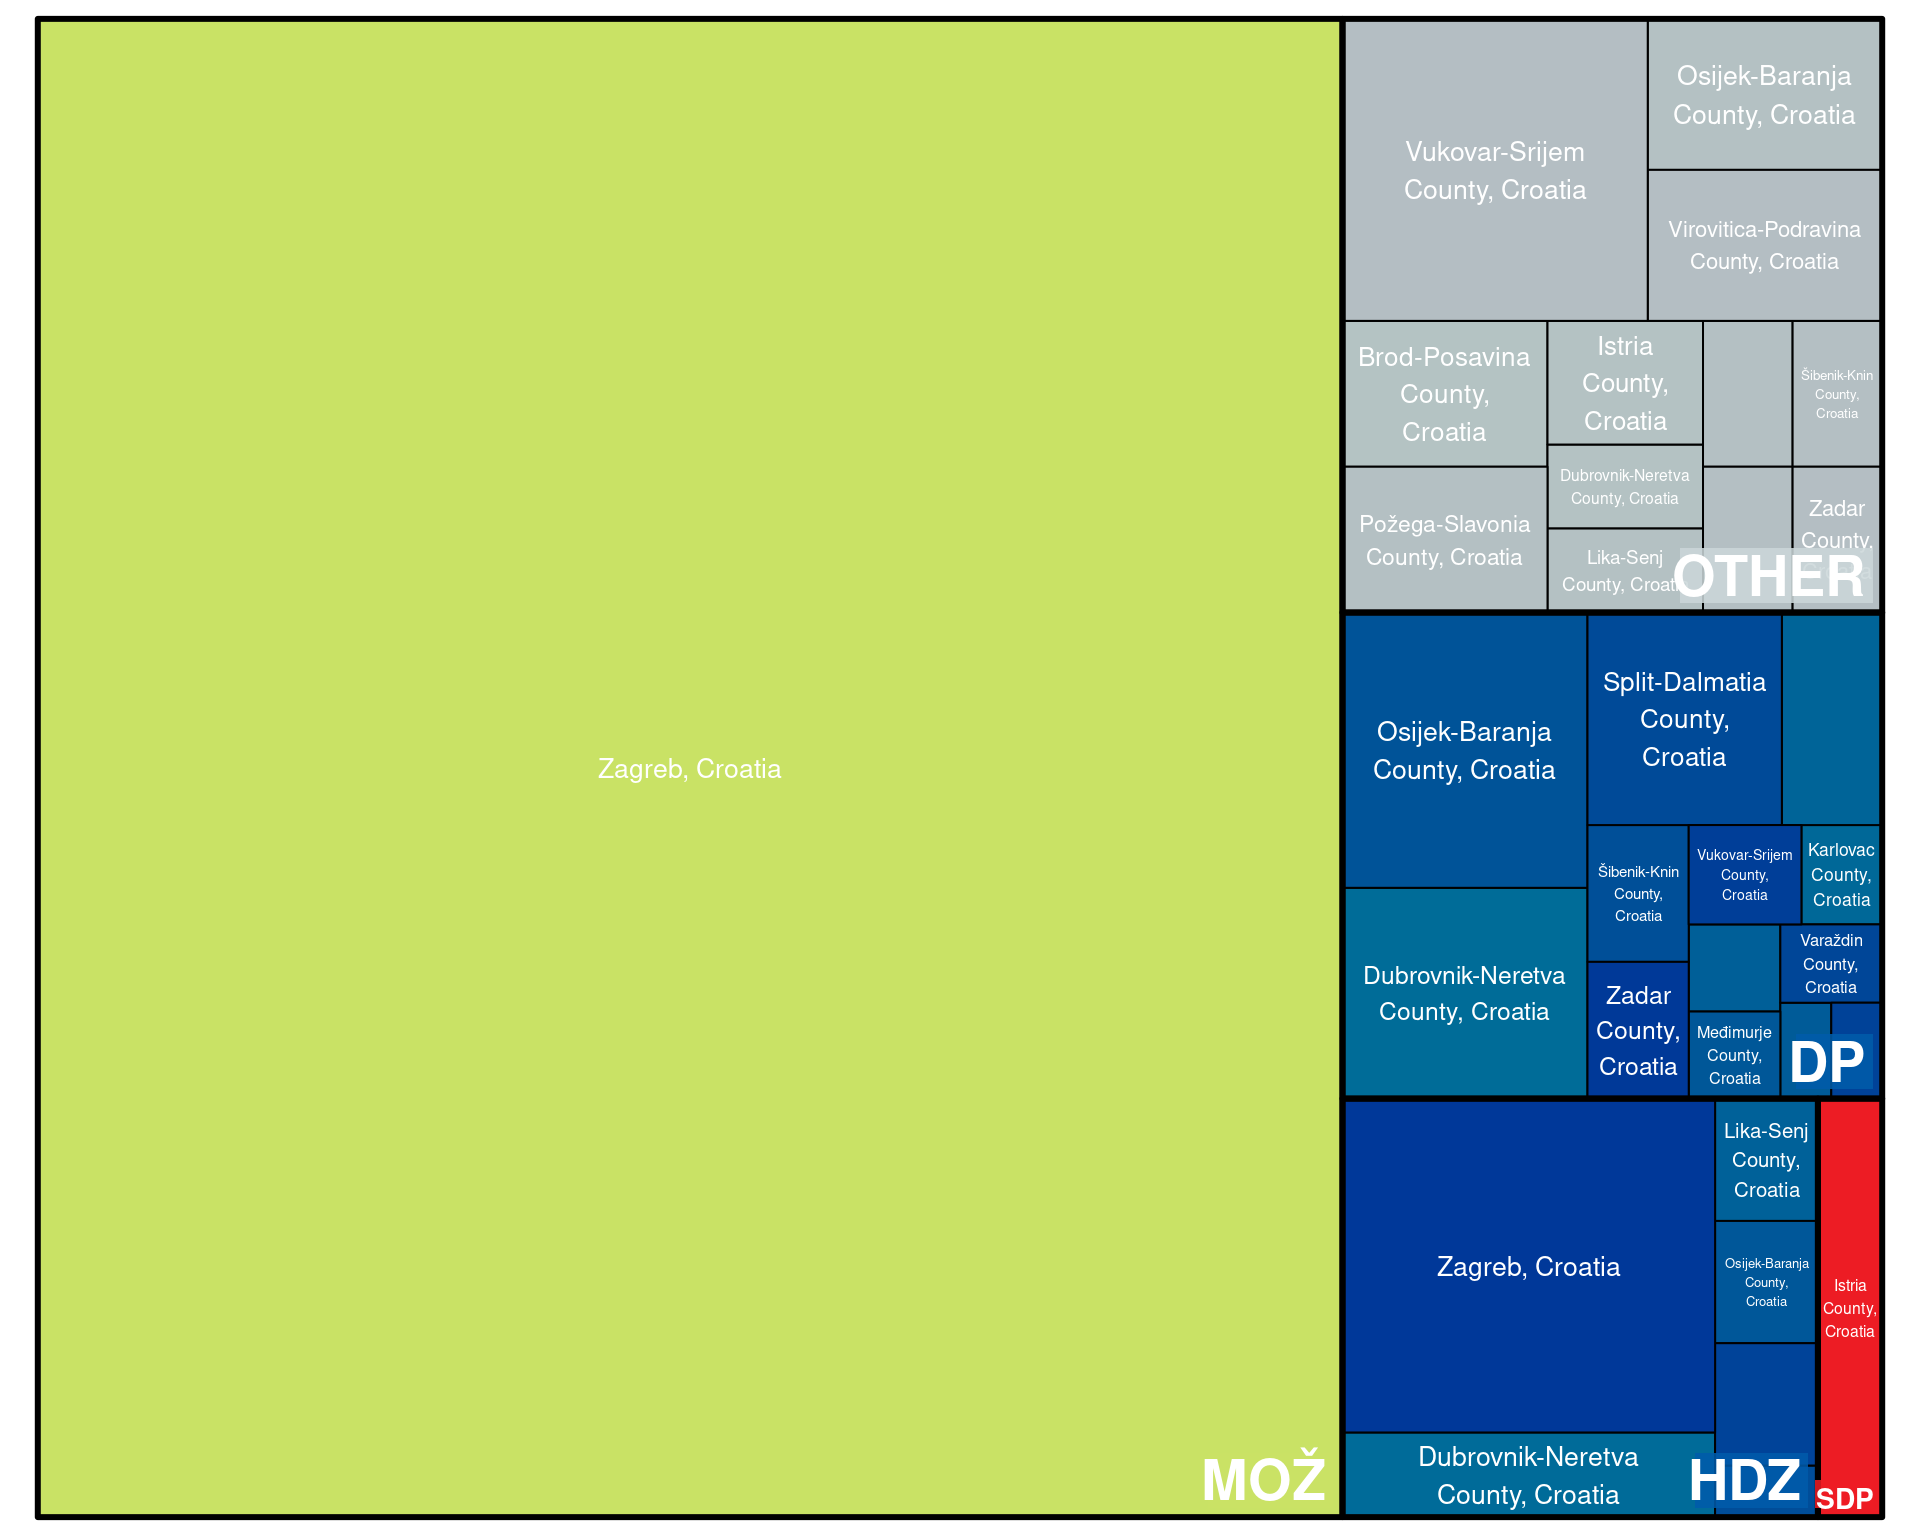 Zagreb, Croatia
MOŽ
Vukovar-Srijem
County, Croatia
Osijek-Baranja
County, Croatia
Virovitica-Podravina
County, Croatia
Brod-Posavina
County,
Croatia
Istria
County,
Croatia
Šibenik-Knin
County,
Croatia
Dubrovnik-Neretva
County, Croatia
Požega-Slavonia
County, Croatia
Lika-Senj
County, Croatia
Zadar
County,
OTHER
Osijek-Baranja
County, Croatia
Split-Dalmatia
County,
Croatia
Dubrovnik-Neretva
County, Croatia
Šibenik-Knin
County,
Croatia
Vukovar-Srijem
County,
Croatia
Karlovac
County,
Croatia
Zadar
County,
Croatia
Varaždin
County,
Croatia
Međimurje
County,
Croatia
DP
Zagreb, Croatia
Lika-Senj
County,
Croatia
Osijek-Baranja
County,
Croatia
Dubrovnik-Neretva
County, Croatia
HDZ
Istria
County,
Croatia
SDP